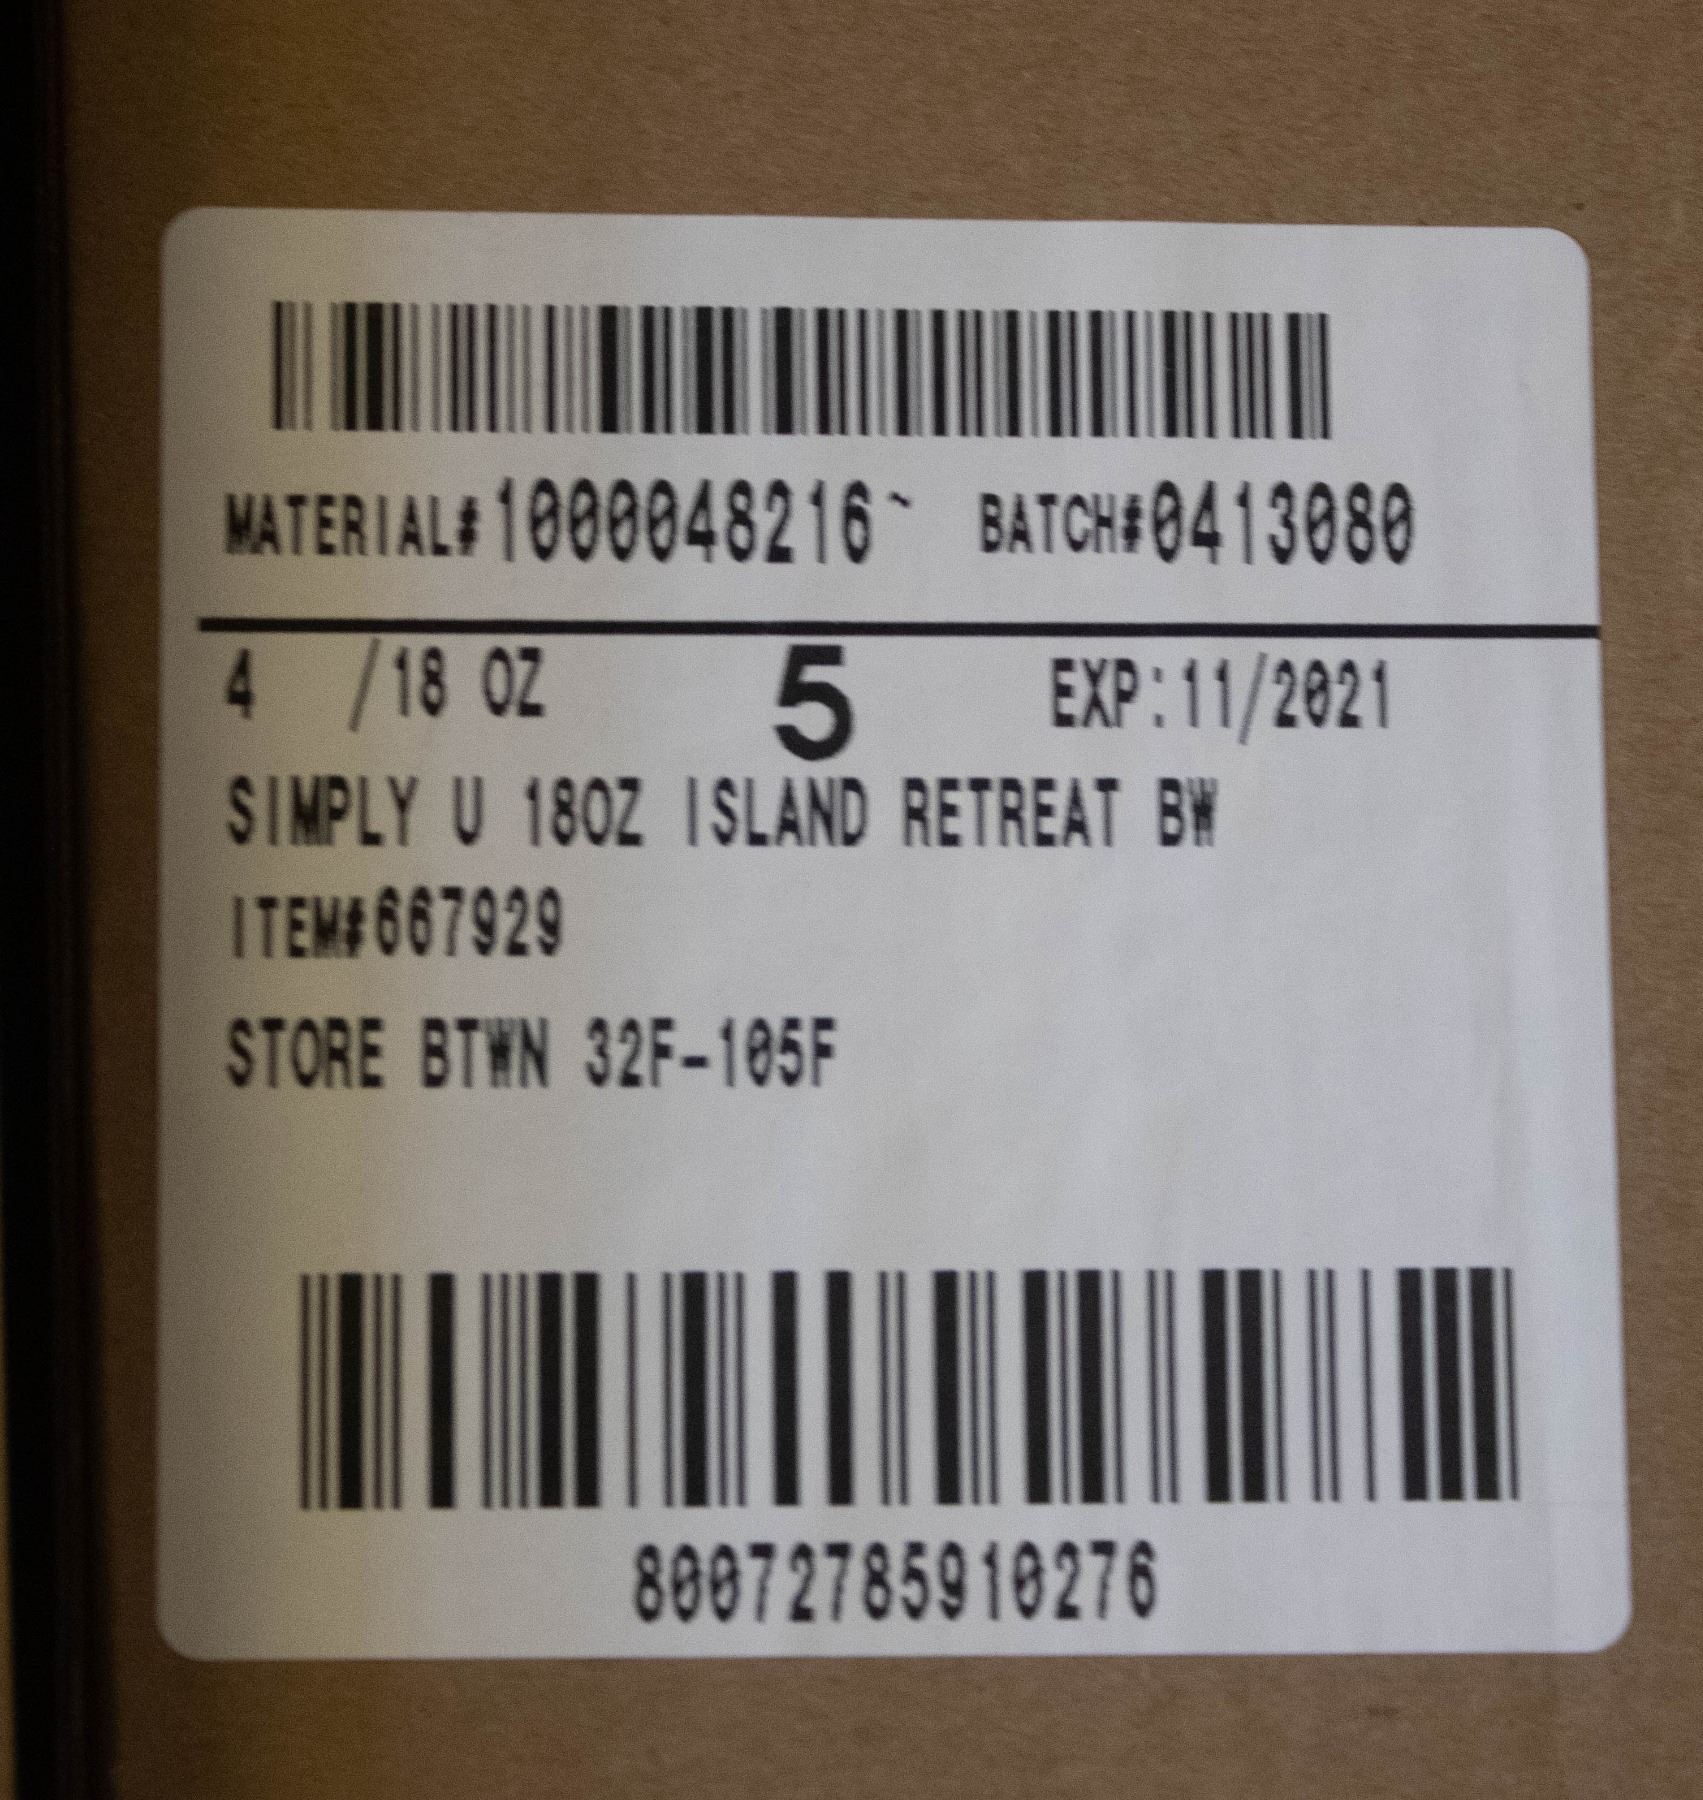 MATERIAL#1000048216~ BATCH#0413080
4 /18 OZ 5 EXP:11/2021
SIMPLY U 18OZ ISLAND RETREAT BW
ITEM#667929
STORE BTWN 32F-105F
80072785910276